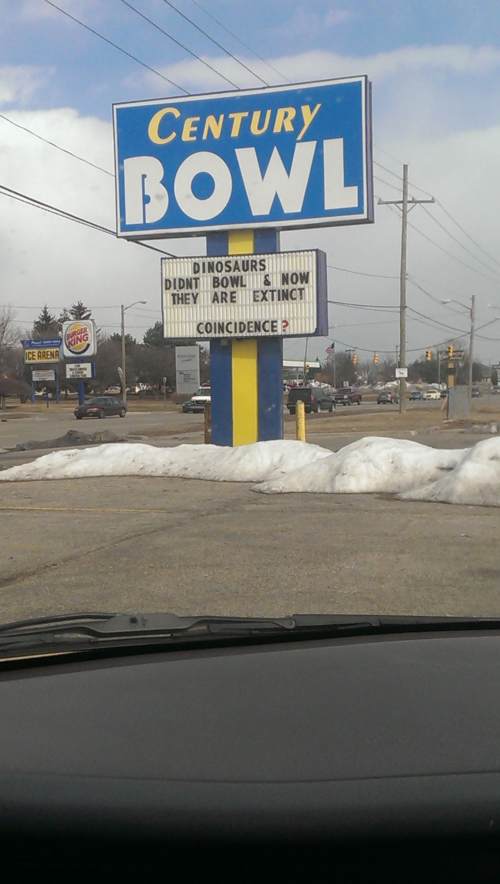 CENTURY
BOWL
DINOSAURS
DIDNT BOWL & NOW
THEY ARE EXTINCT
COINCIDENCE?
ICE ARENA
BURGER
KING